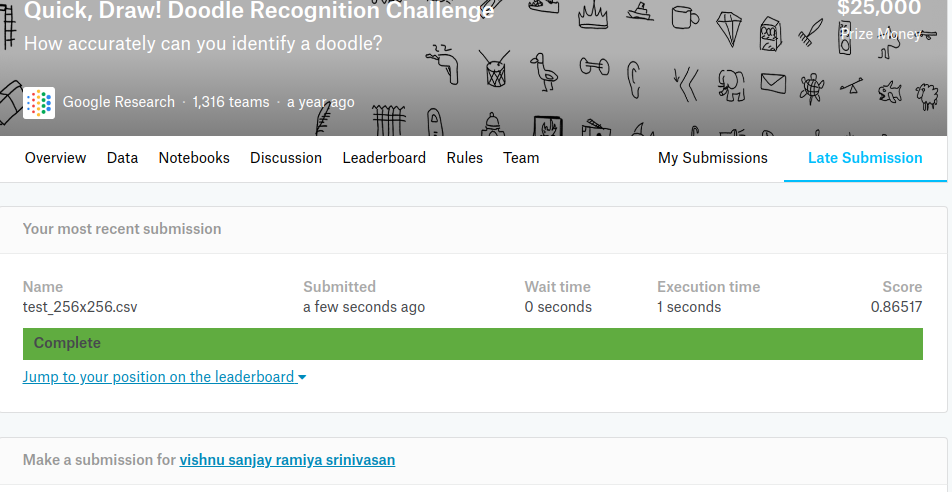 Quick, Draw! Doodle Recognition Challenge
$25,000
How accurately can you identify a doodle?
Prize Money
Google Research · 1,316 teams · a year ago
Overview Data Notebooks Discussion Leaderboard Rules Team My Submissions Late Submission
Your most recent submission
Name Submitted Wait time Execution time Score
test_256x256.csv a few seconds ago 0 seconds 1 seconds 0.86517
Complete
Jump to your position on the leaderboard
Make a submission for vishnu sanjay ramiya srinivasan